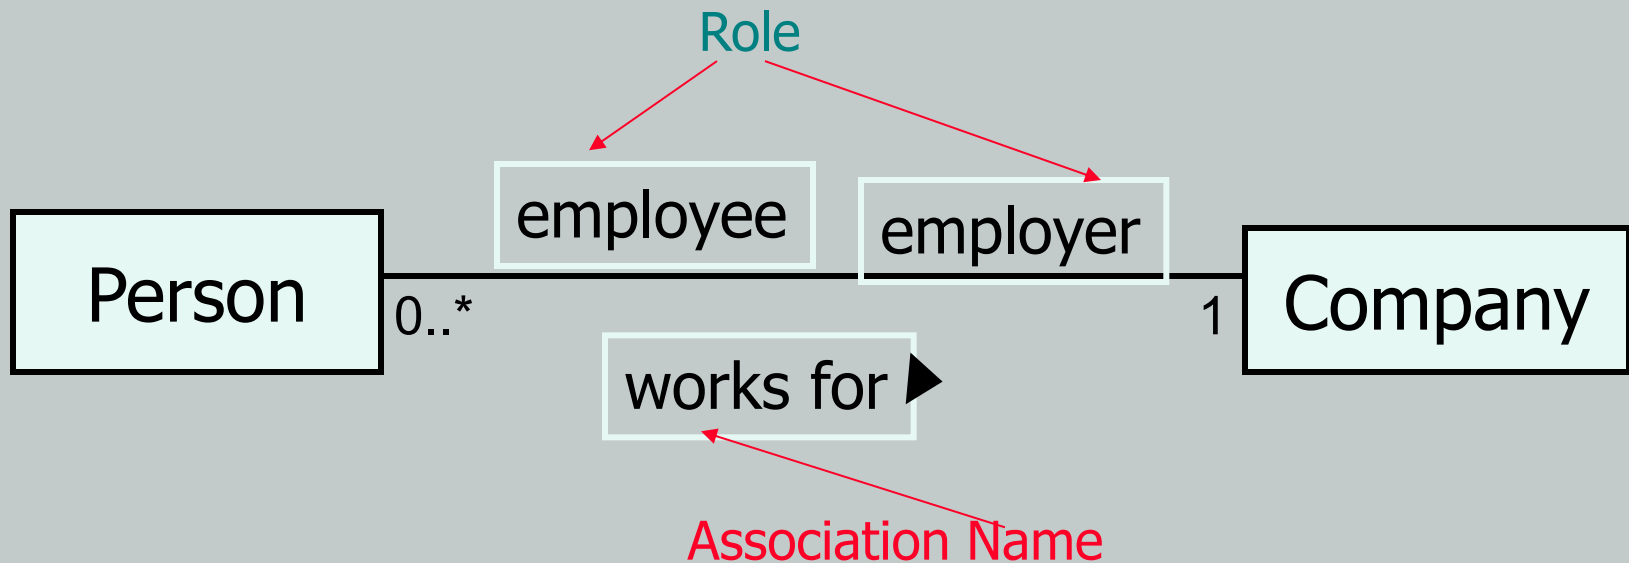 Role
employee
employer
Person
0..*
1
Company
works for
Association Name